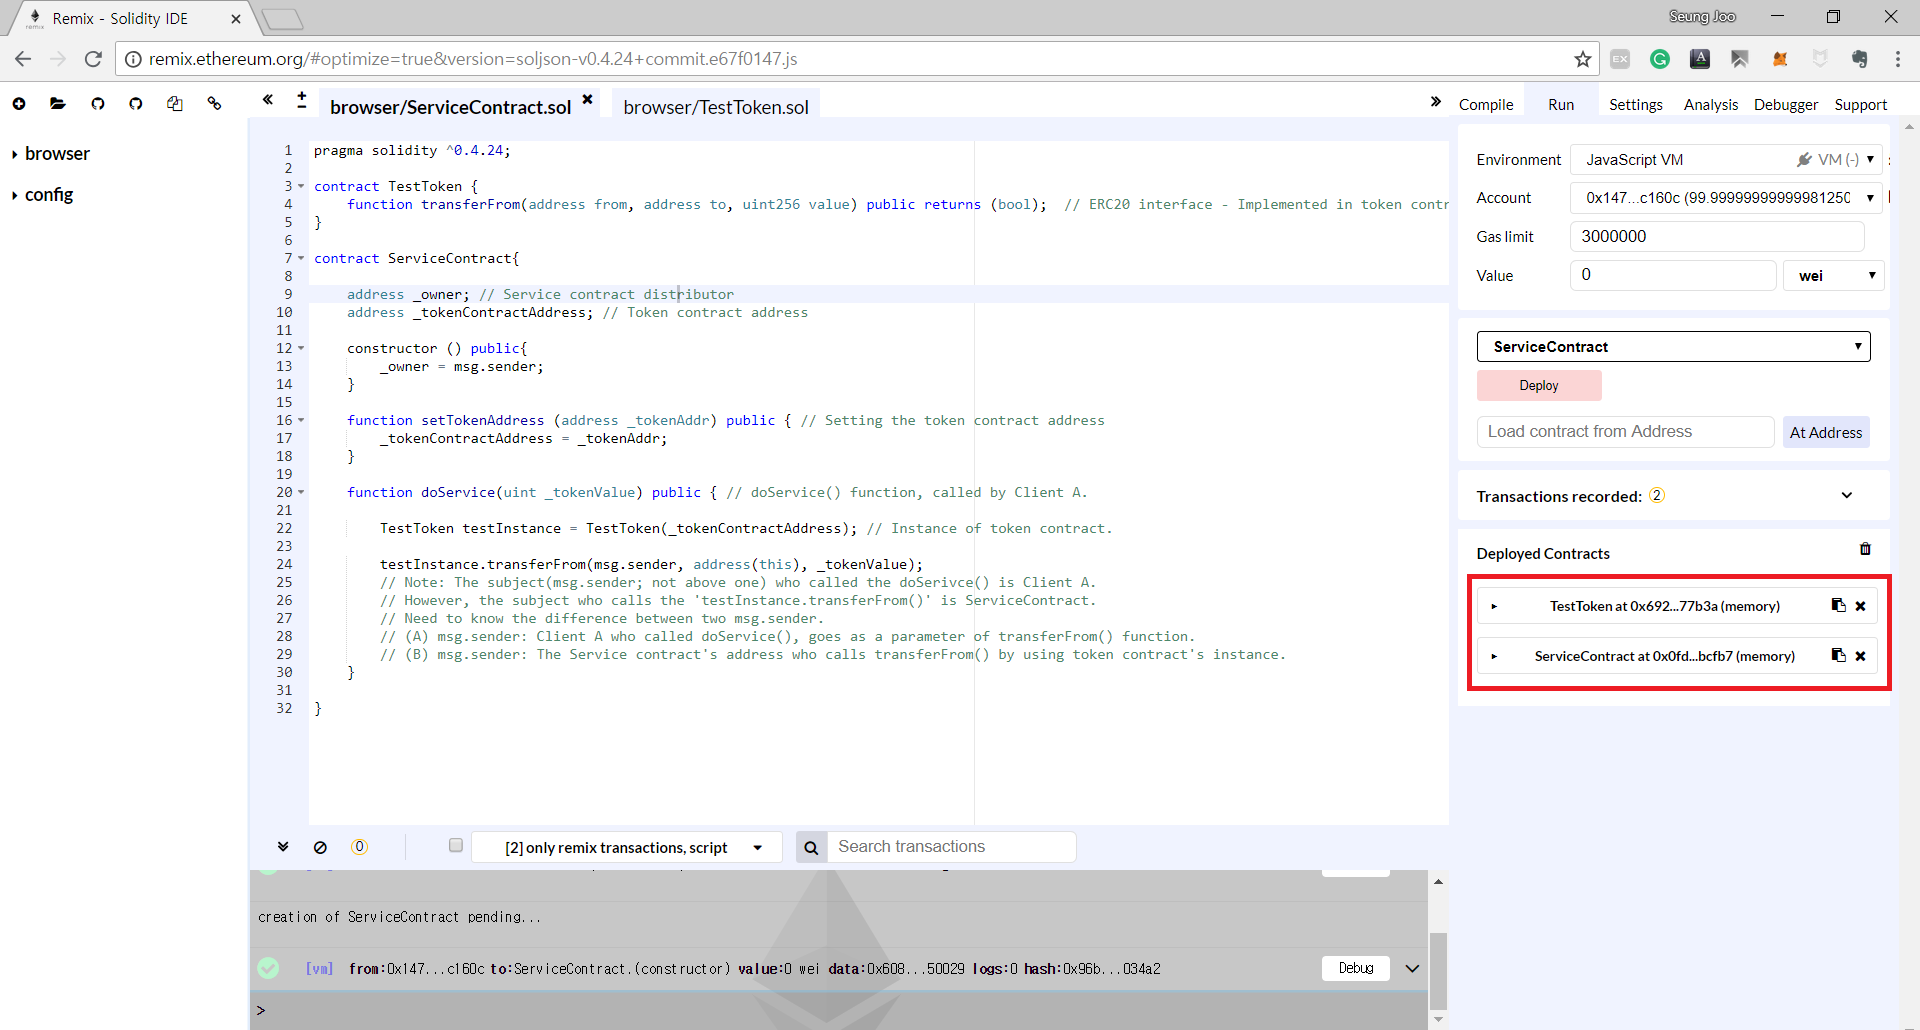 Remix - Solidity IDE
Seung Joo
remix.ethereum.org/#optimize=true&version=soljson-v0.4.24+commit.e67f0147.js
browser/ServiceContract.sol
browser/TestToken.sol
Compile
Run
Settings
Analysis
Debugger
Support
browser
config
1 pragma solidity ^0.4.24;
2
3 contract TestToken {
4 function transferFrom(address from, address to, uint256 value) public returns (bool);  // ERC20 interface - Implemented in token contr
5 }
6
7 contract ServiceContract{
8
9 address _owner; // Service contract distributor
10 address _tokenContractAddress; // Token contract address
11
12 constructor () public{
13 _owner = msg.sender;
14 }
15
16 function setTokenAddress (address _tokenAddr) public { // Setting the token contract address
17 _tokenContractAddress = _tokenAddr;
18 }
19
20 function doService(uint _tokenValue) public { // doService() function, called by Client A.
21
22 TestToken testInstance = TestToken(_tokenContractAddress); // Instance of token contract.
23
24 testInstance.transferFrom(msg.sender, address(this), _tokenValue);
25 // Note: The subject(msg.sender; not above one) who called the doSerivce() is Client A.
26 // However, the subject who calls the 'testInstance.transferFrom()' is ServiceContract.
27 // Need to know the difference between two msg.sender.
28 // (A) msg.sender: Client A who called doService(), goes as a parameter of transferFrom() function.
29 // (B) msg.sender: The Service contract's address who calls transferFrom() by using token contract's instance.
30 }
31
32 }
Environment JavaScript VM VM (-)
Account 0x147...c160c (99.9999999999998125​0
Gas limit 3000000
Value 0 wei
ServiceContract
Deploy
Load contract from Address At Address
Transactions recorded: 2
Deployed Contracts
TestToken at 0x692...77b3a (memory)
ServiceContract at 0x0fd...bcfb7 (memory)
0 [2] only remix transactions, script Search transactions
creation of ServiceContract pending...
[vm] from:0x147...c160c to:ServiceContract.(constructor) value:0 wei data:0x608...50029 logs:0 hash:0x96b...034a2 Debug
>